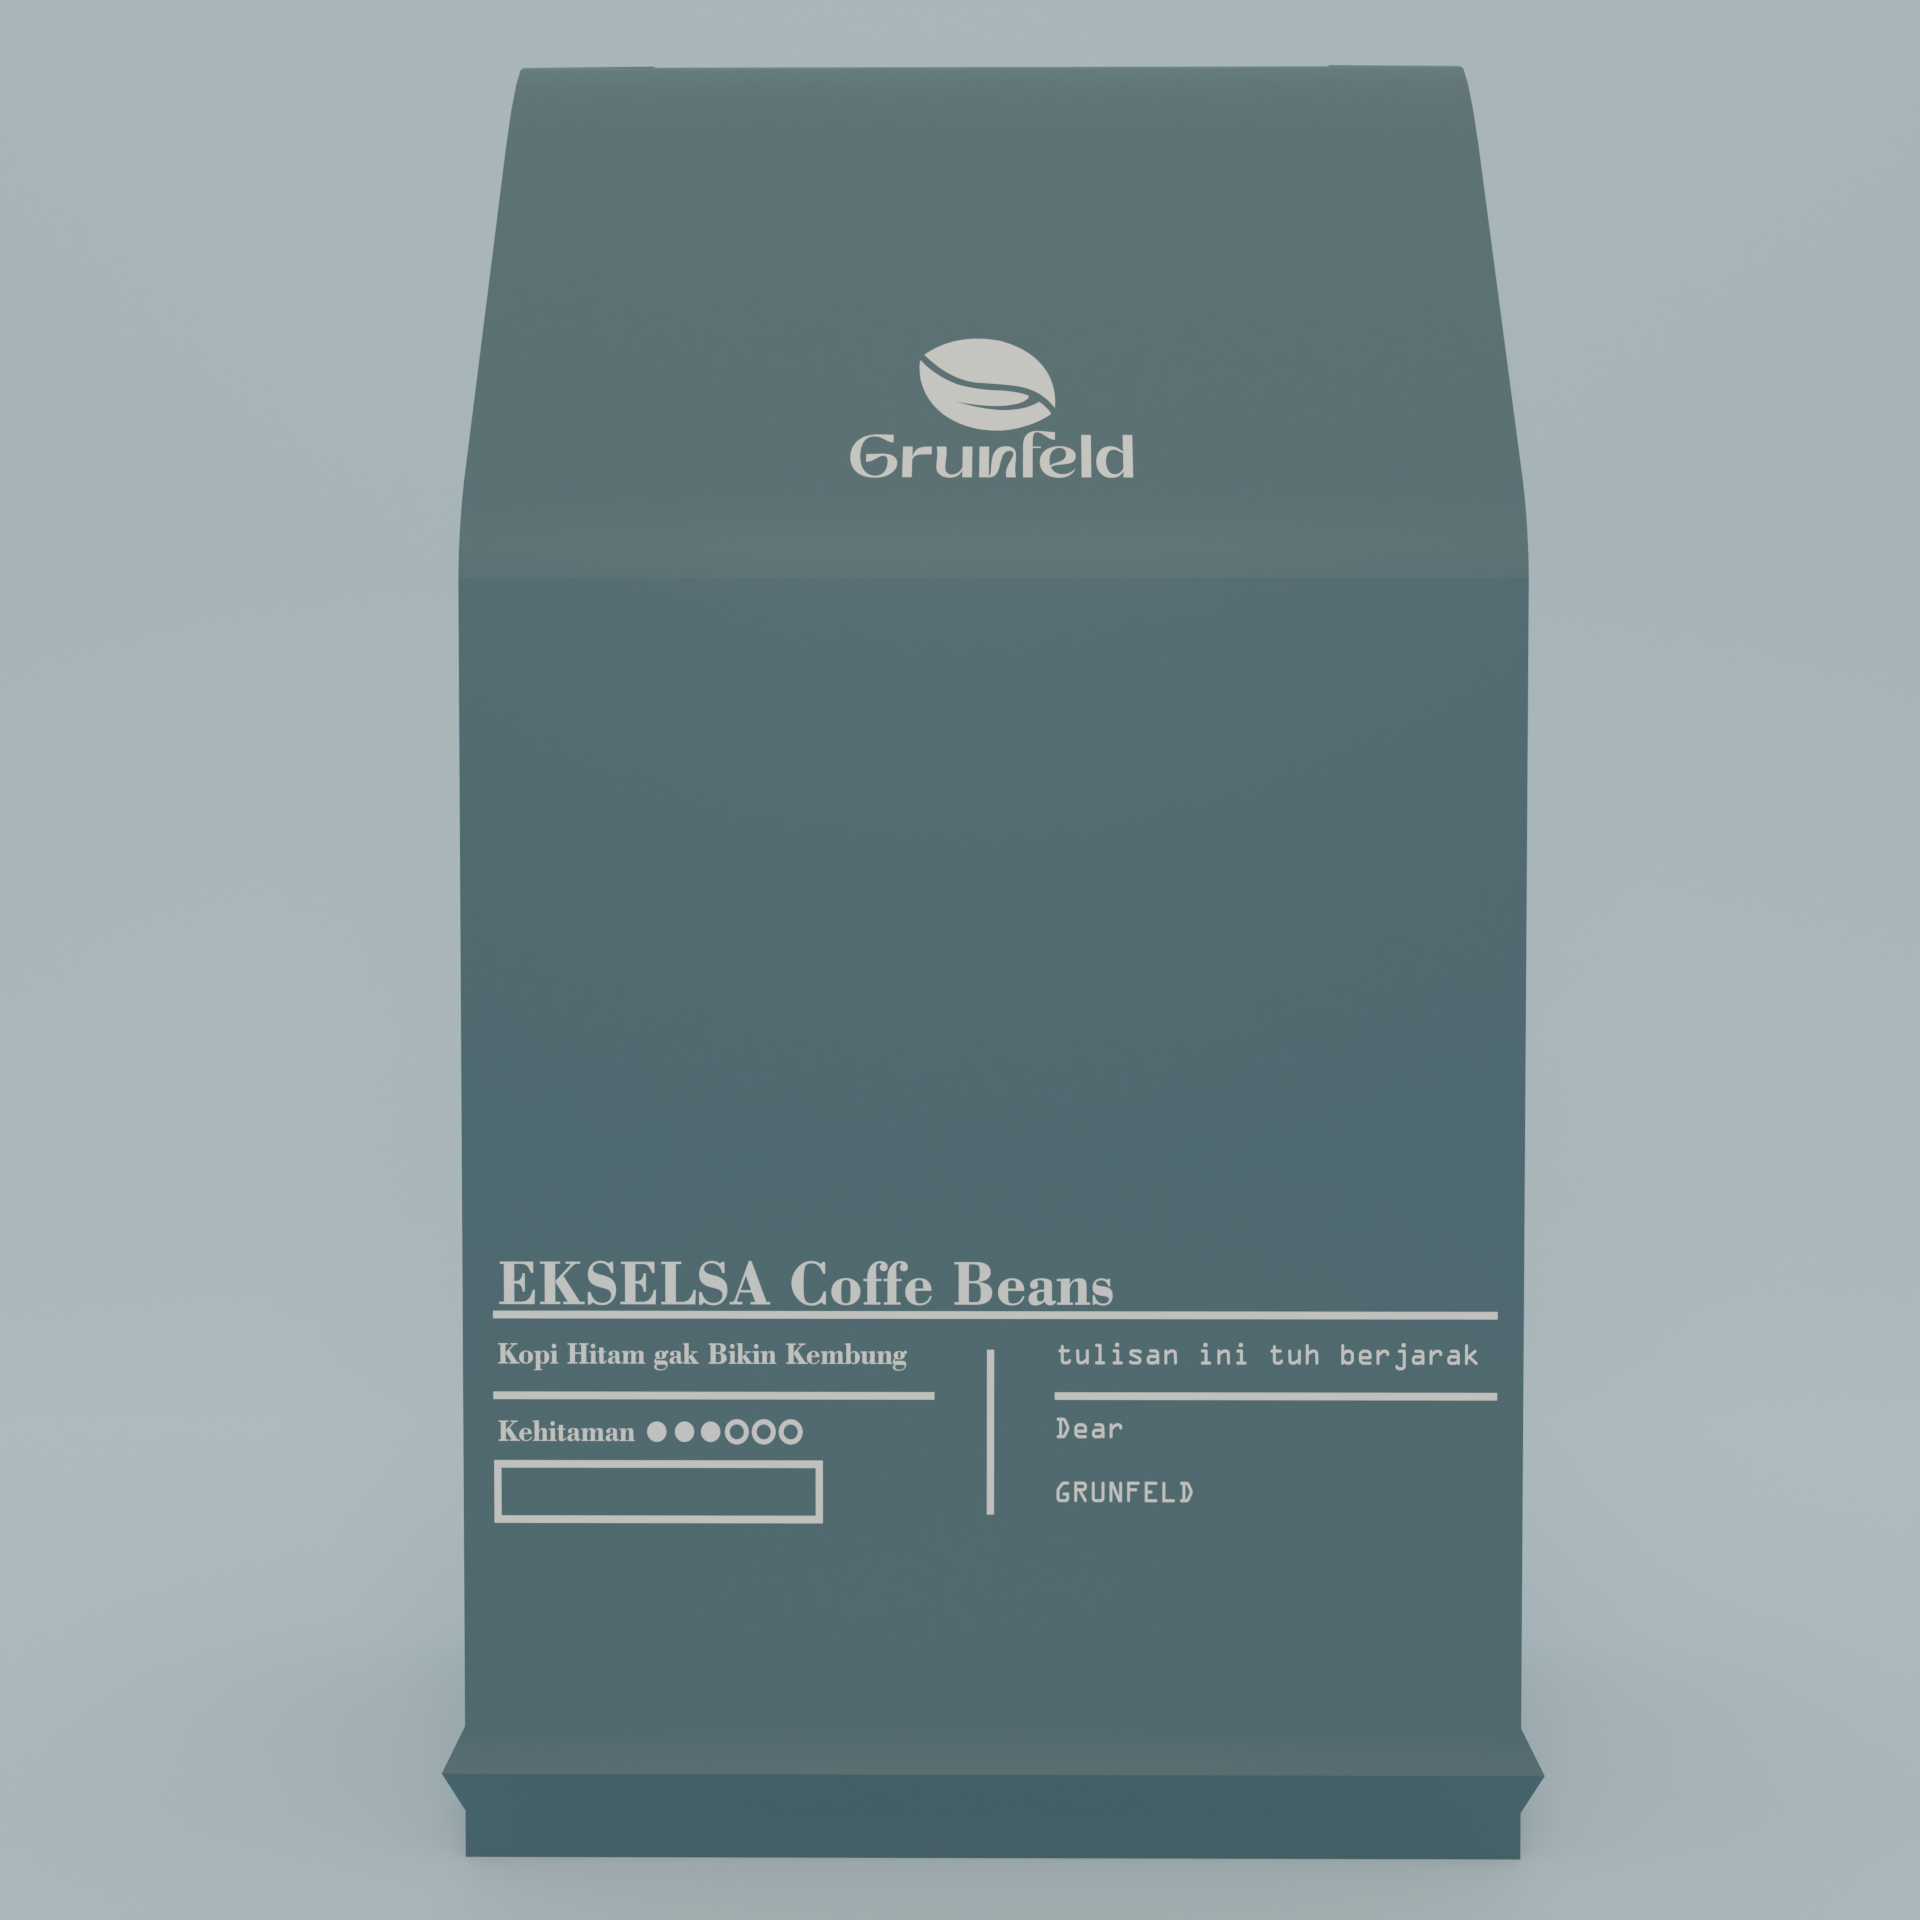 Grunfeld
EKSELSA Coffe Beans
Kopi Hitam gak Bikin Kembung
Kehitaman
tulisan ini tuh berjarak
Dear
GRUNFELD